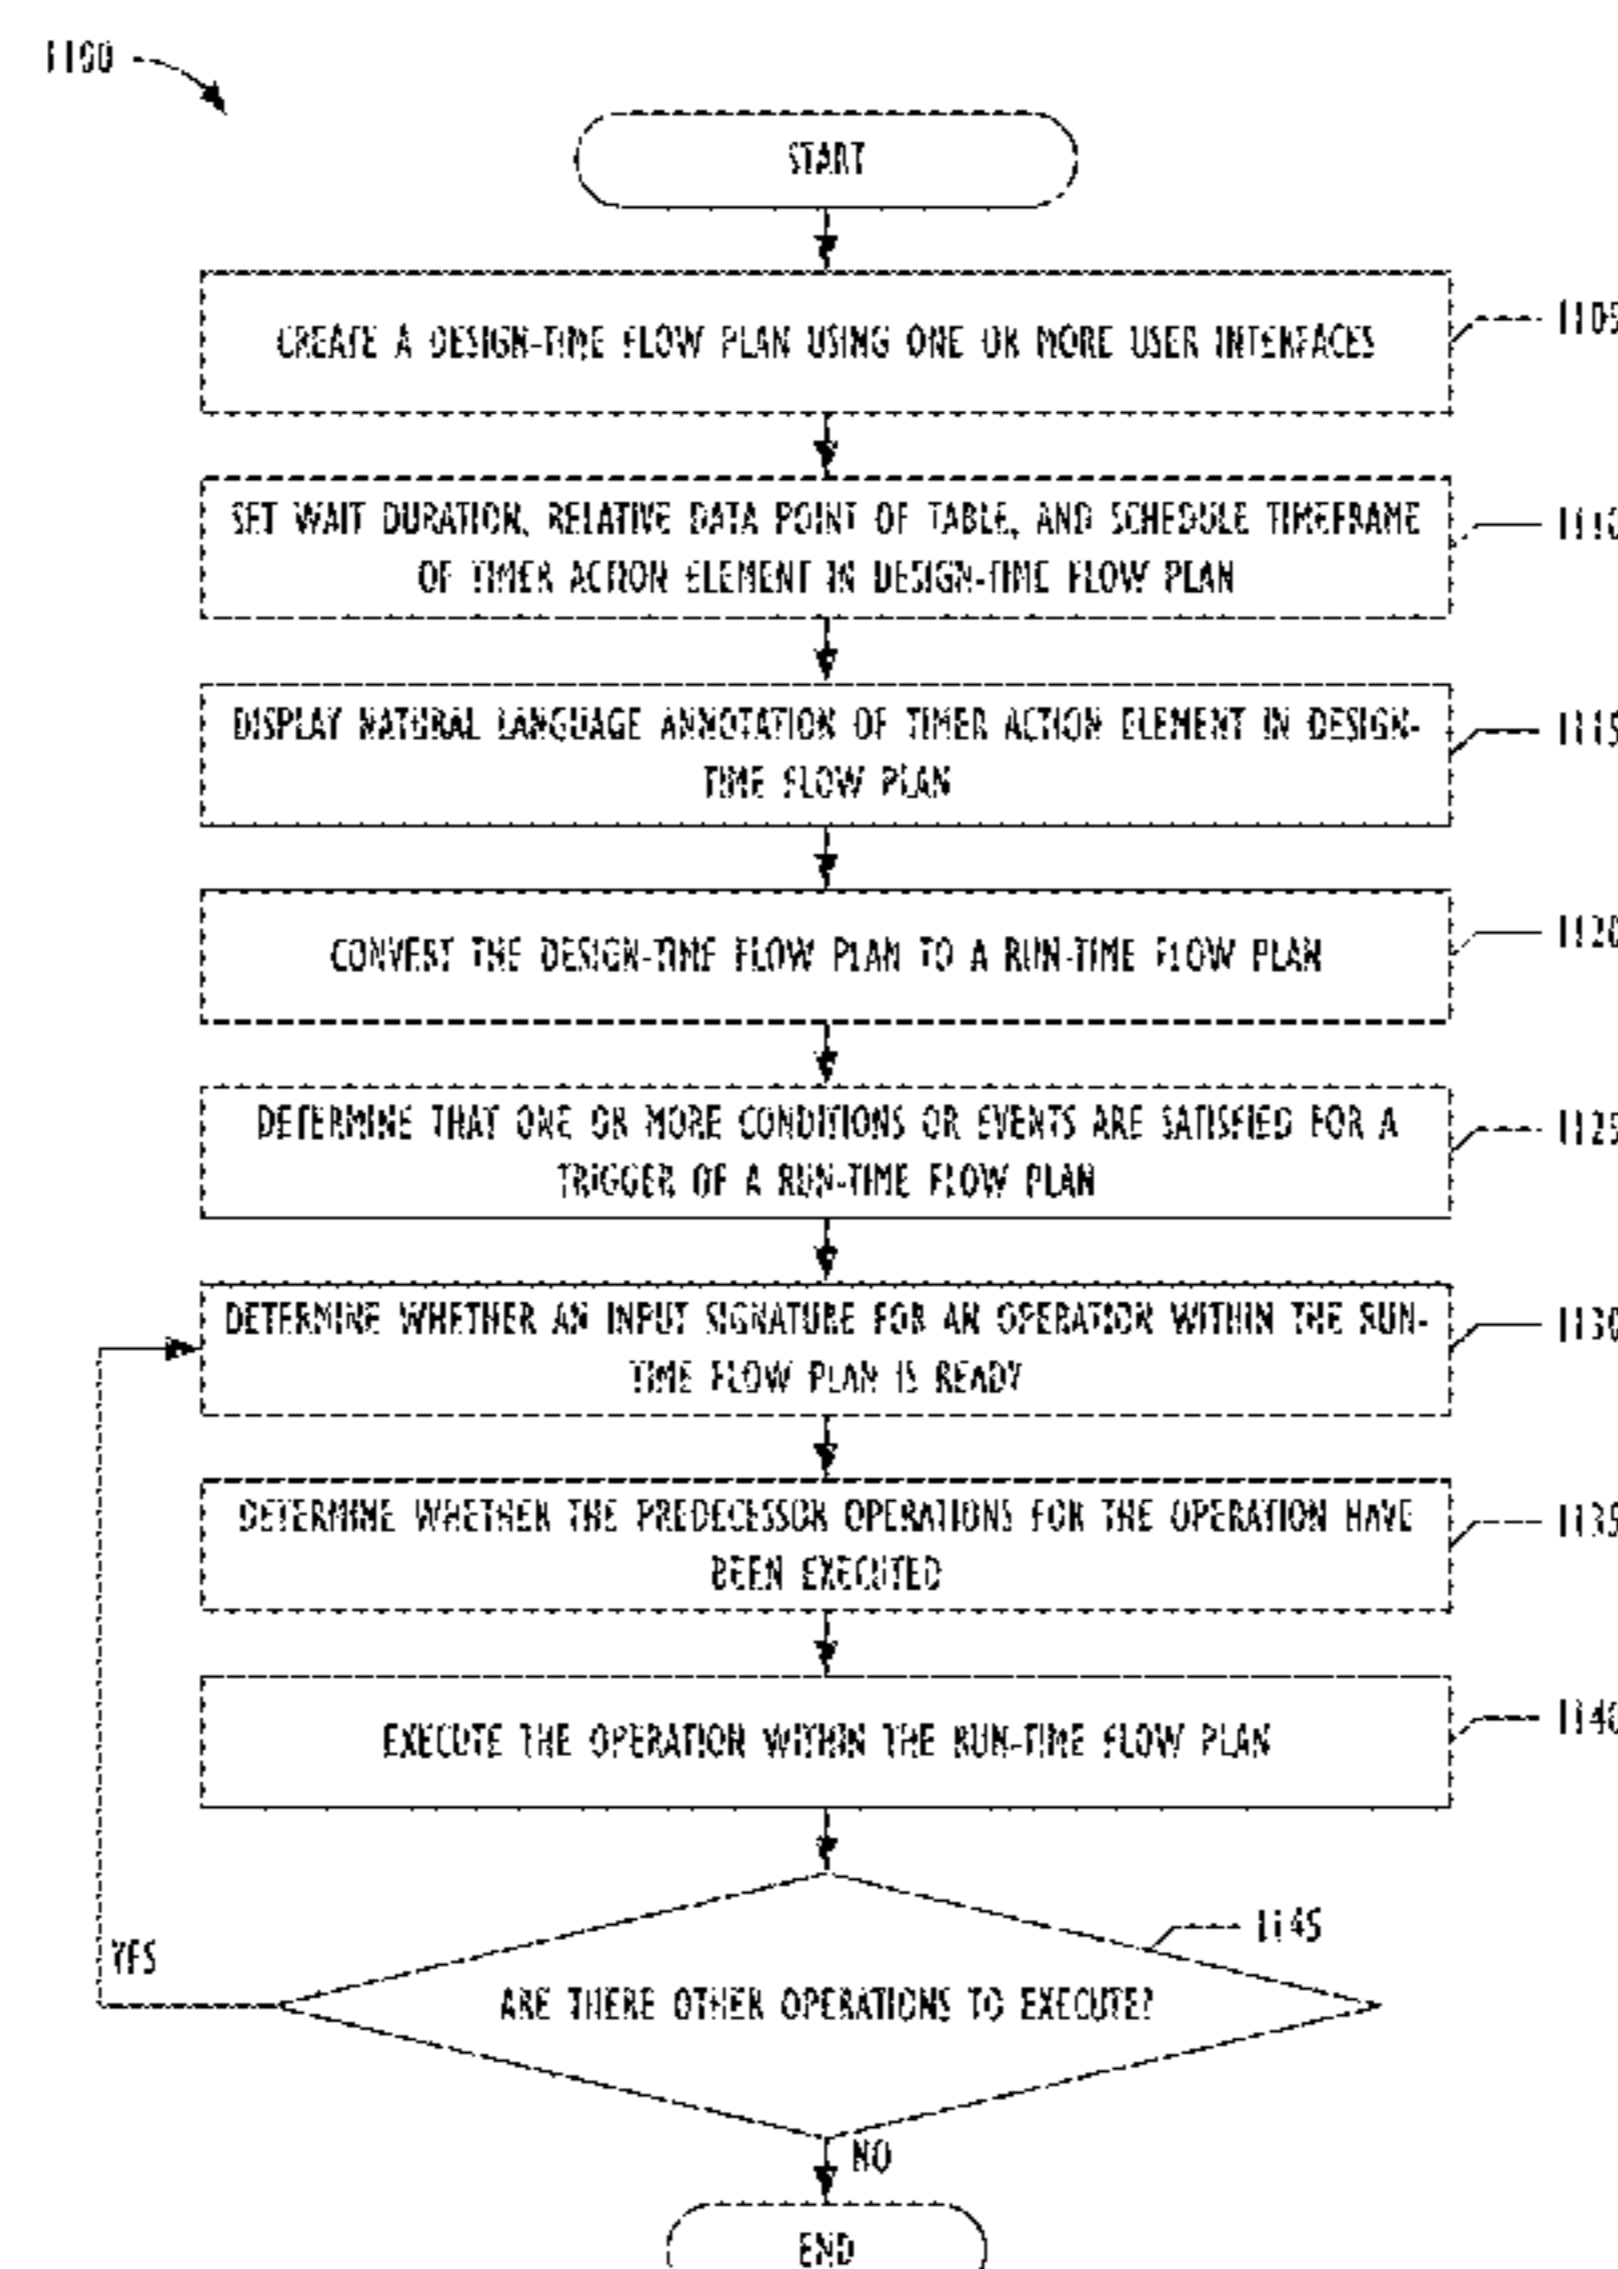 1100
START
CREATE A DESIGN-TIME FLOW PLAN USING ONE OR MORE USER INTERFACES
1105
SET WAIT DURATION, RELATIVE DATA POINT OF TABLE, AND SCHEDULE TIMEFRAME
OF TIMER ACTION ELEMENT IN DESIGN-TIME FLOW PLAN
1110
DISPLAY NATURAL LANGUAGE ANNOTATION OF TIMER ACTION ELEMENT IN DESIGN-
TIME FLOW PLAN
1115
CONVERT THE DESIGN-TIME FLOW PLAN TO A RUN-TIME FLOW PLAN
1120
DETERMINE THAT ONE OR MORE CONDITIONS OR EVENTS ARE SATISFIED FOR A
TRIGGER OF A RUN-TIME FLOW PLAN
1125
DETERMINE WHETHER AN INPUT SIGNATURE FOR AN OPERATION WITHIN THE RUN-
TIME FLOW PLAN IS READY
1130
DETERMINE WHETHER THE PREDECESSOR OPERATIONS FOR THE OPERATION HAVE
BEEN EXECUTED
1135
EXECUTE THE OPERATION WITHIN THE RUN-TIME FLOW PLAN
1140
1145
YES
ARE THERE OTHER OPERATIONS TO EXECUTE?
NO
END